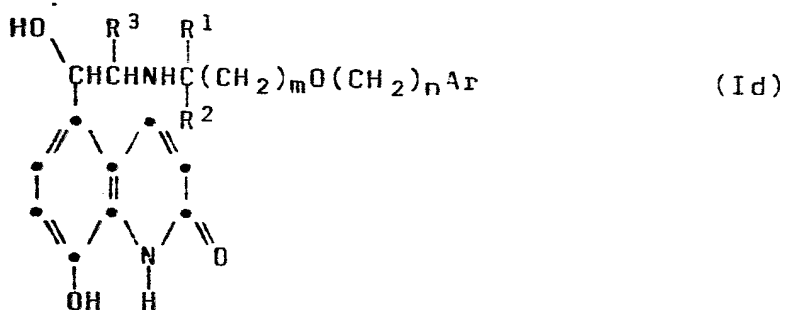 HO R³ R¹
CHCHNHC(CH₂)ₘO(CH₂)ₙAr (Id)
R²
N O
OH H